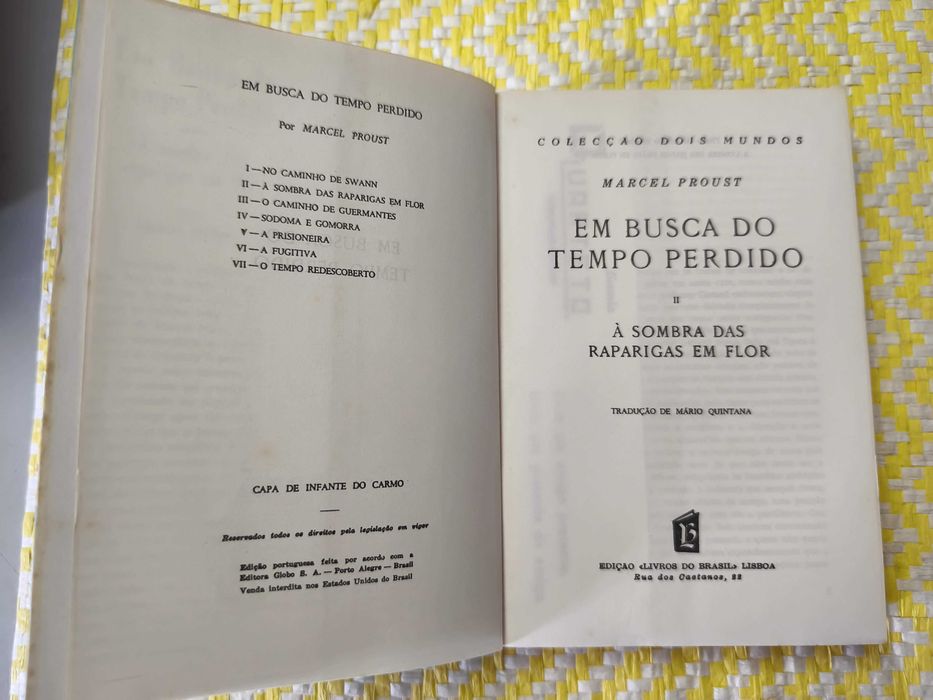 EM BUSCA DO TEMPO PERDIDO
Por MARCEL PROUST
I — NO CAMINHO DE SWANN
II — À SOMBRA DAS RAPARIGAS EM FLOR
III — O CAMINHO DE GUERMANTES
IV — SODOMA E GOMORRA
V — A PRISIONEIRA
VI — A FUGITIVA
VII — O TEMPO REDESCOBERTO
CAPA DE INFANTE DO CARMO
Reservados todos os direitos pela legislação em vigor
Edição portuguesa feita por acordo com a
Editora Globo S. A. — Porto Alegre — Brasil
Venda interdita nos Estados Unidos do Brasil
COLECÇÃO DOIS MUNDOS
MARCEL PROUST
EM BUSCA DO
TEMPO PERDIDO
II
À SOMBRA DAS
RAPARIGAS EM FLOR
TRADUÇÃO DE MÁRIO QUINTANA
EDIÇÃO «LIVROS DO BRASIL» LISBOA
Rua dos Caetanos, 22